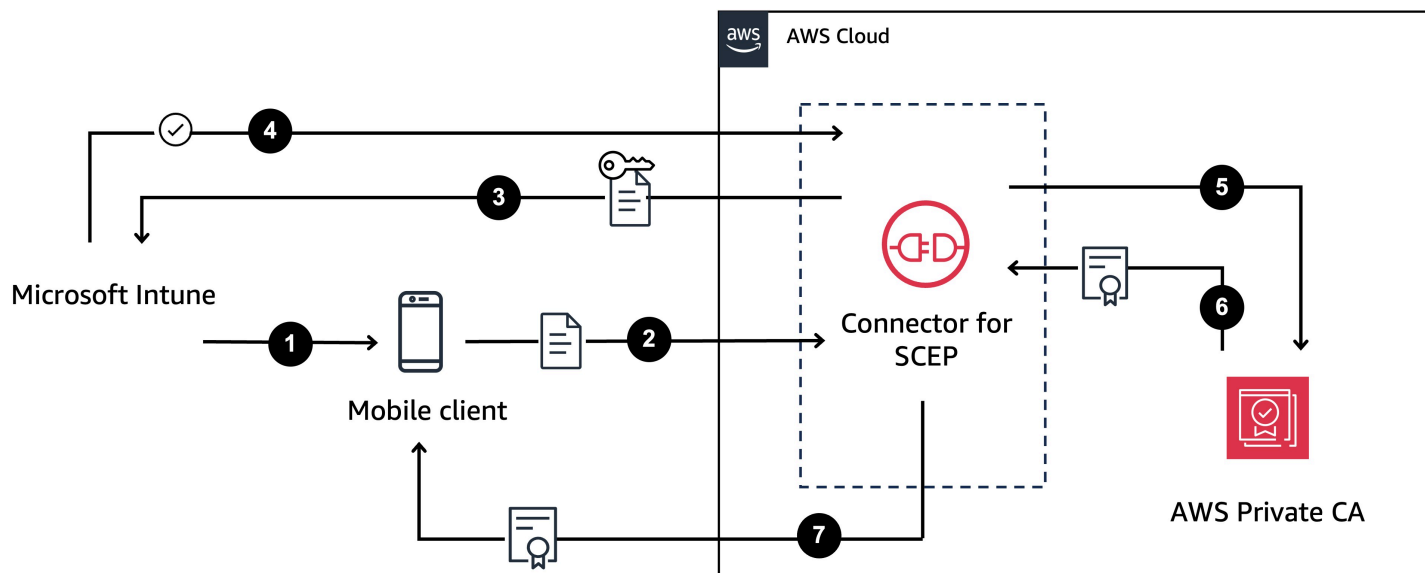 aws
AWS Cloud
4
3
5
Microsoft Intune
6
1
2
Connector for
SCEP
Mobile client
AWS Private CA
7